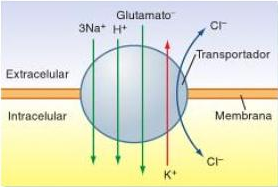 Glutamato⁻
3Na⁺ H⁺
Cl⁻
Transportador
Extracelular
Intracelular
Membrana
K⁺
Cl⁻